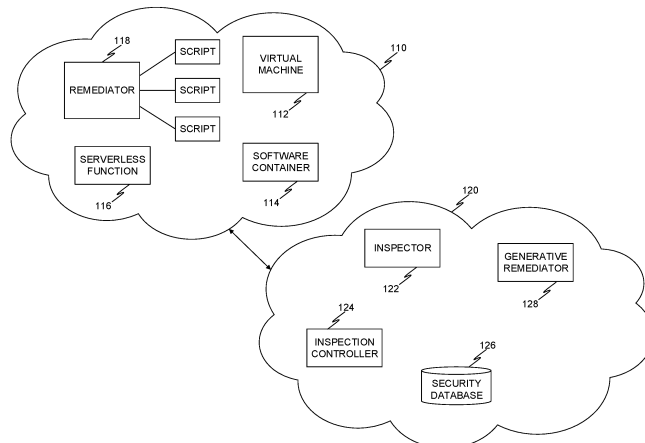 118
REMEDIATOR
SCRIPT
SCRIPT
SCRIPT
VIRTUAL
MACHINE
112
110
SERVERLESS
FUNCTION
116
SOFTWARE
CONTAINER
114
120
INSPECTOR
122
GENERATIVE
REMEDIATOR
128
124
INSPECTION
CONTROLLER
126
SECURITY
DATABASE